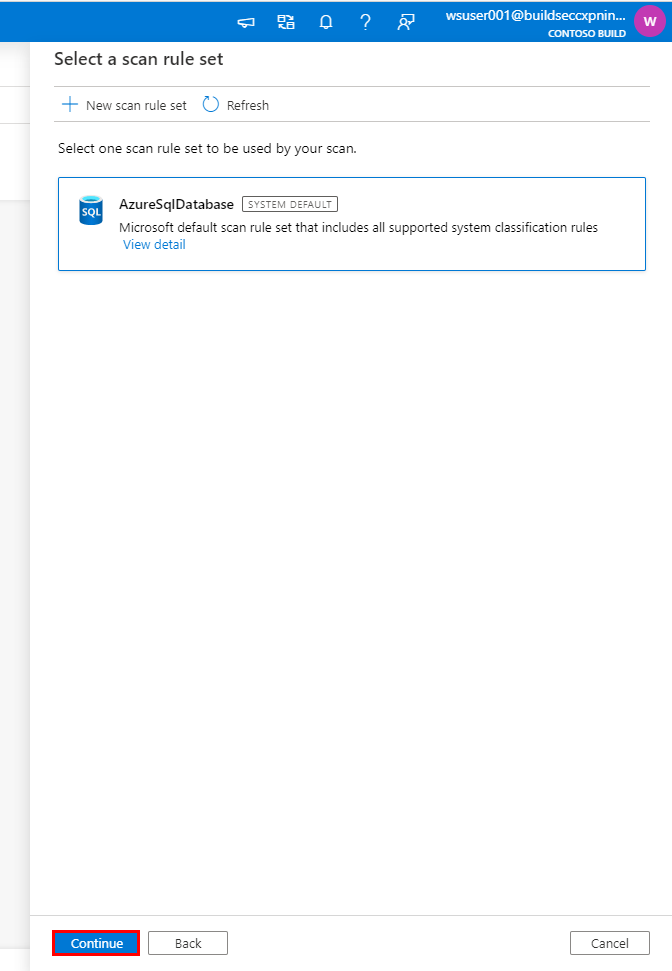 wsuser001@buildseccxpnin...
CONTOSO BUILD
W
Select a scan rule set
New scan rule set
Refresh
Select one scan rule set to be used by your scan.
SQL
AzureSqlDatabase
SYSTEM DEFAULT
Microsoft default scan rule set that includes all supported system classification rules
View detail
Continue
Back
Cancel